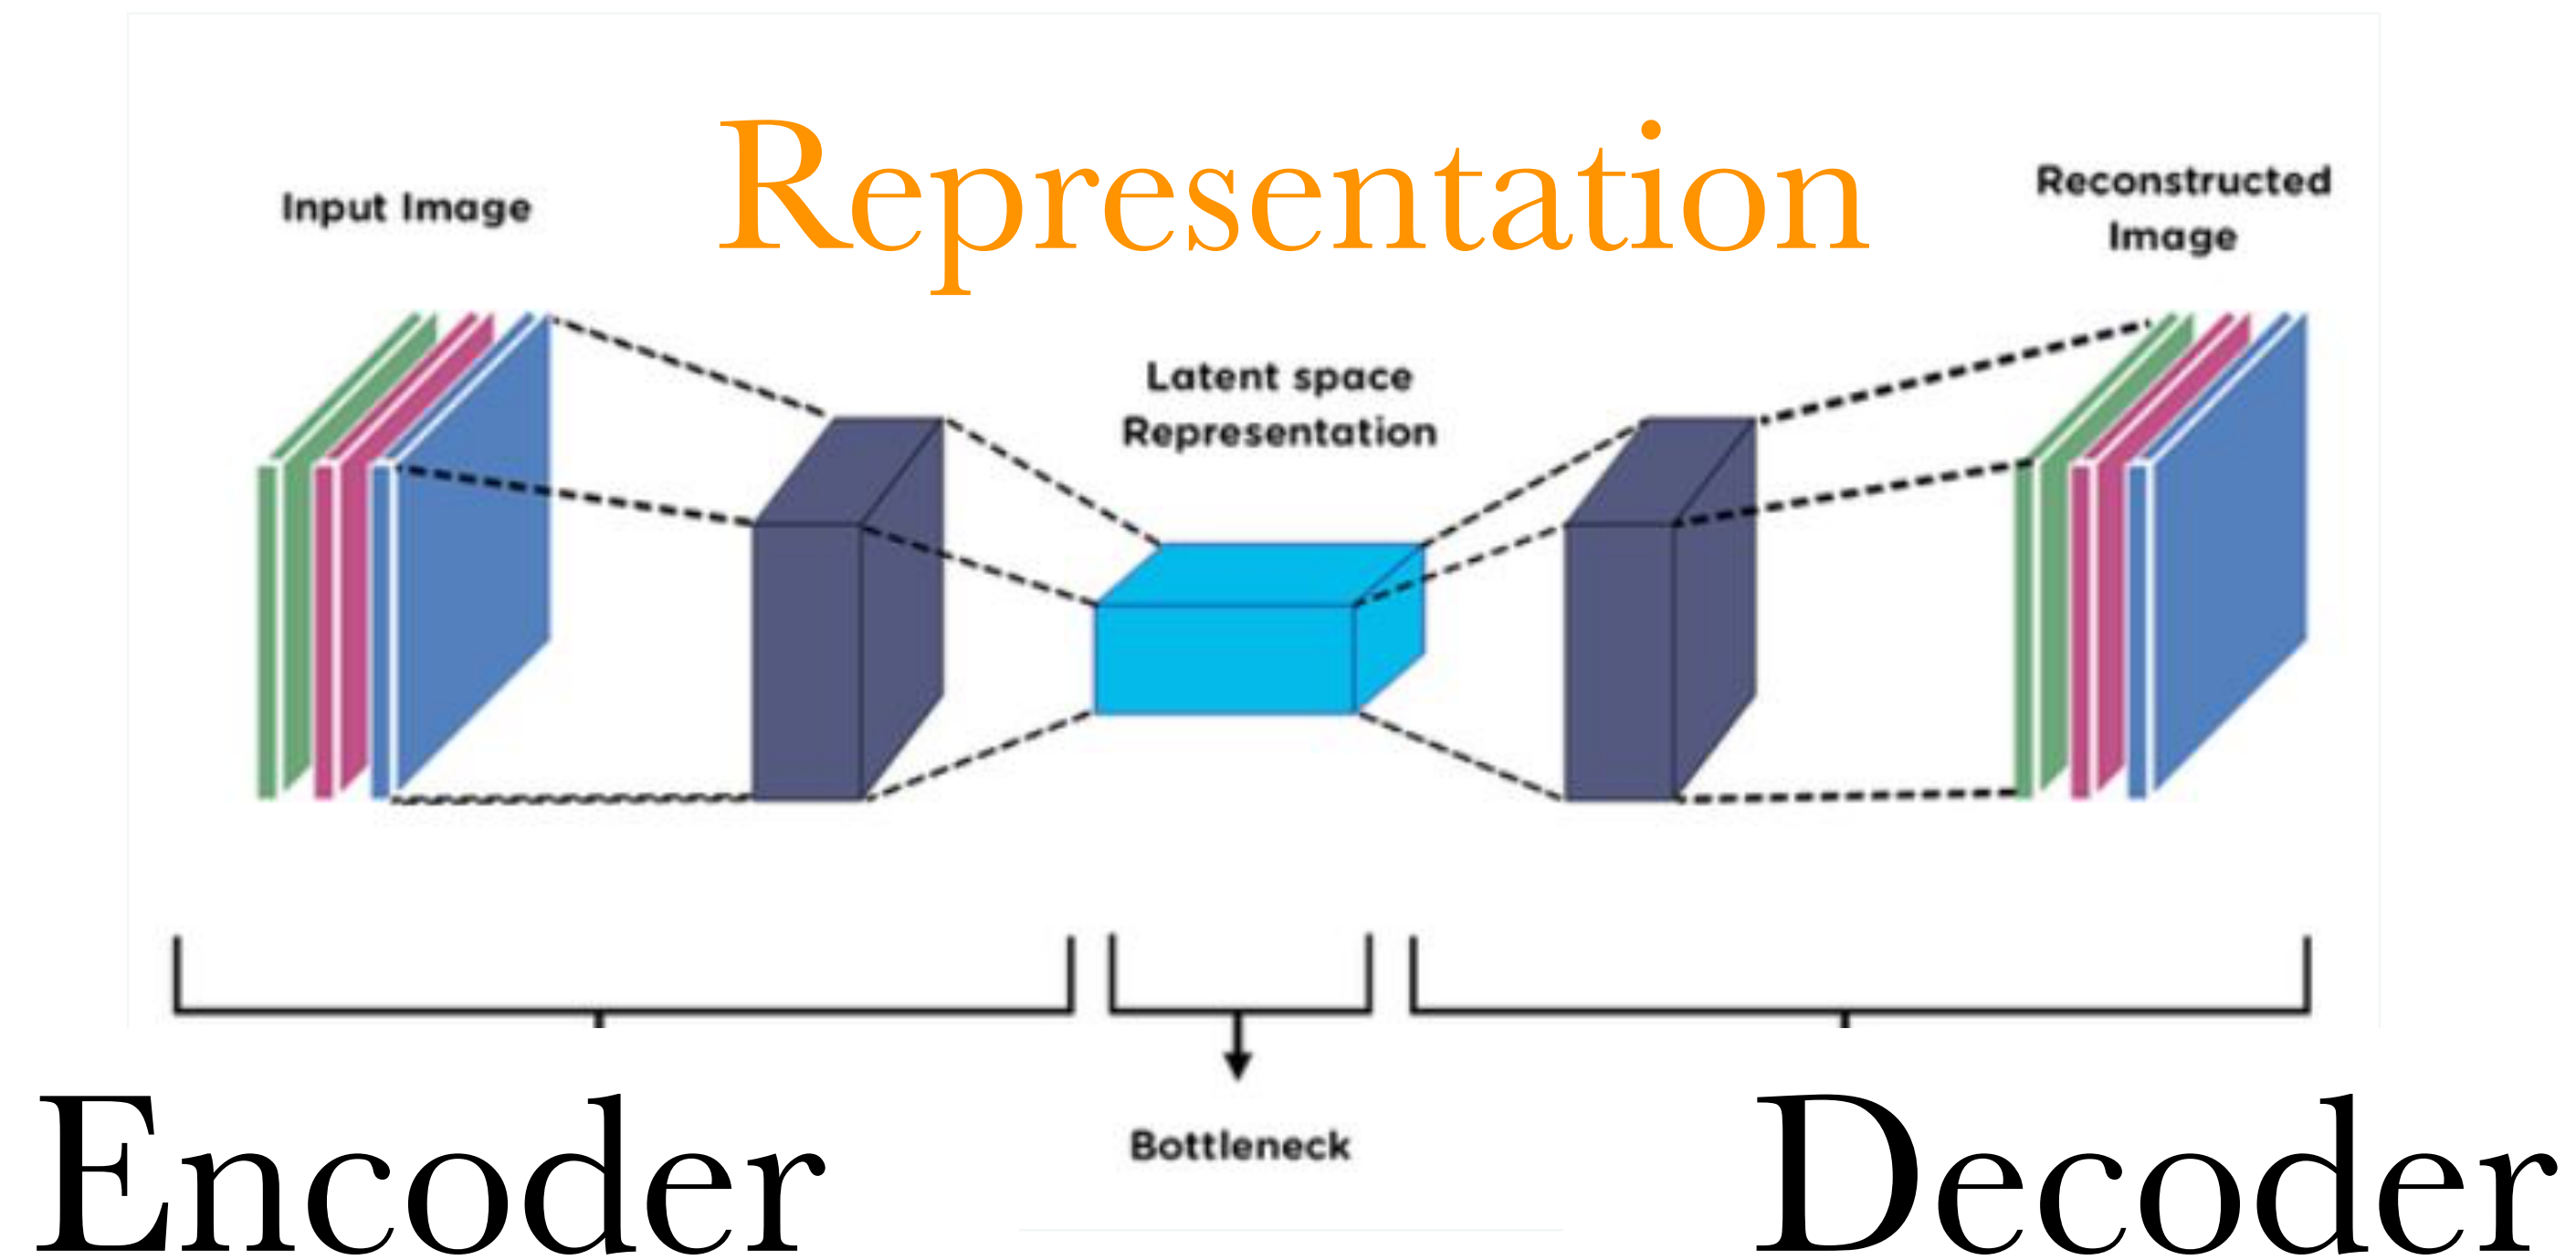 Representation
Input Image
Reconstructed
Image
Latent space
Representation
Encoder
Bottleneck
Decoder